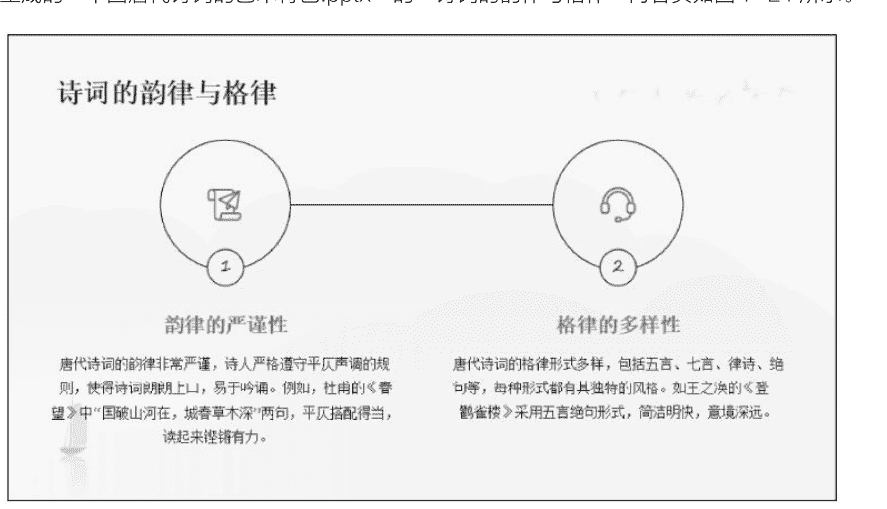 诗词的韵律与格律
1
2
韵律的严谨性
格律的多样性
唐代诗词的韵律非常严谨，诗人严格遵守平仄声调的规
则，使得诗词朗朗上口，易于吟诵。例如，杜甫的《春
望》中“国破山河在，城春草木深”两句，平仄搭配得当，
读起来铿锵有力。
唐代诗词的格律形式多样，包括五言、七言、律诗、绝
句等，每种形式都有其独特的风格。如王之涣的《登
鹳雀楼》采用五言绝句形式，简洁明快，意境深远。